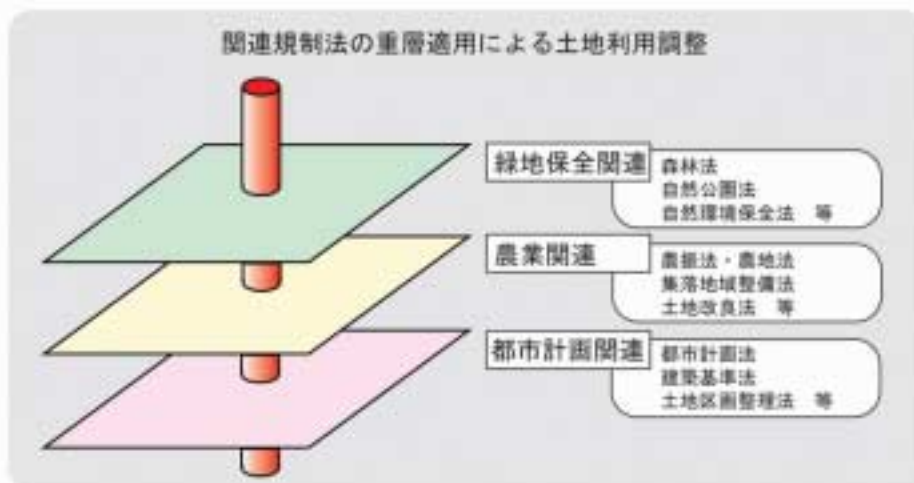 関連規制法の重層適用による土地利用調整
緑地保全関連
森林法
自然公園法
自然環境保全法　等
農業関連
農振法・農地法
集落地域整備法
土地改良法　等
都市計画関連
都市計画法
建築基準法
土地区画整理法　等